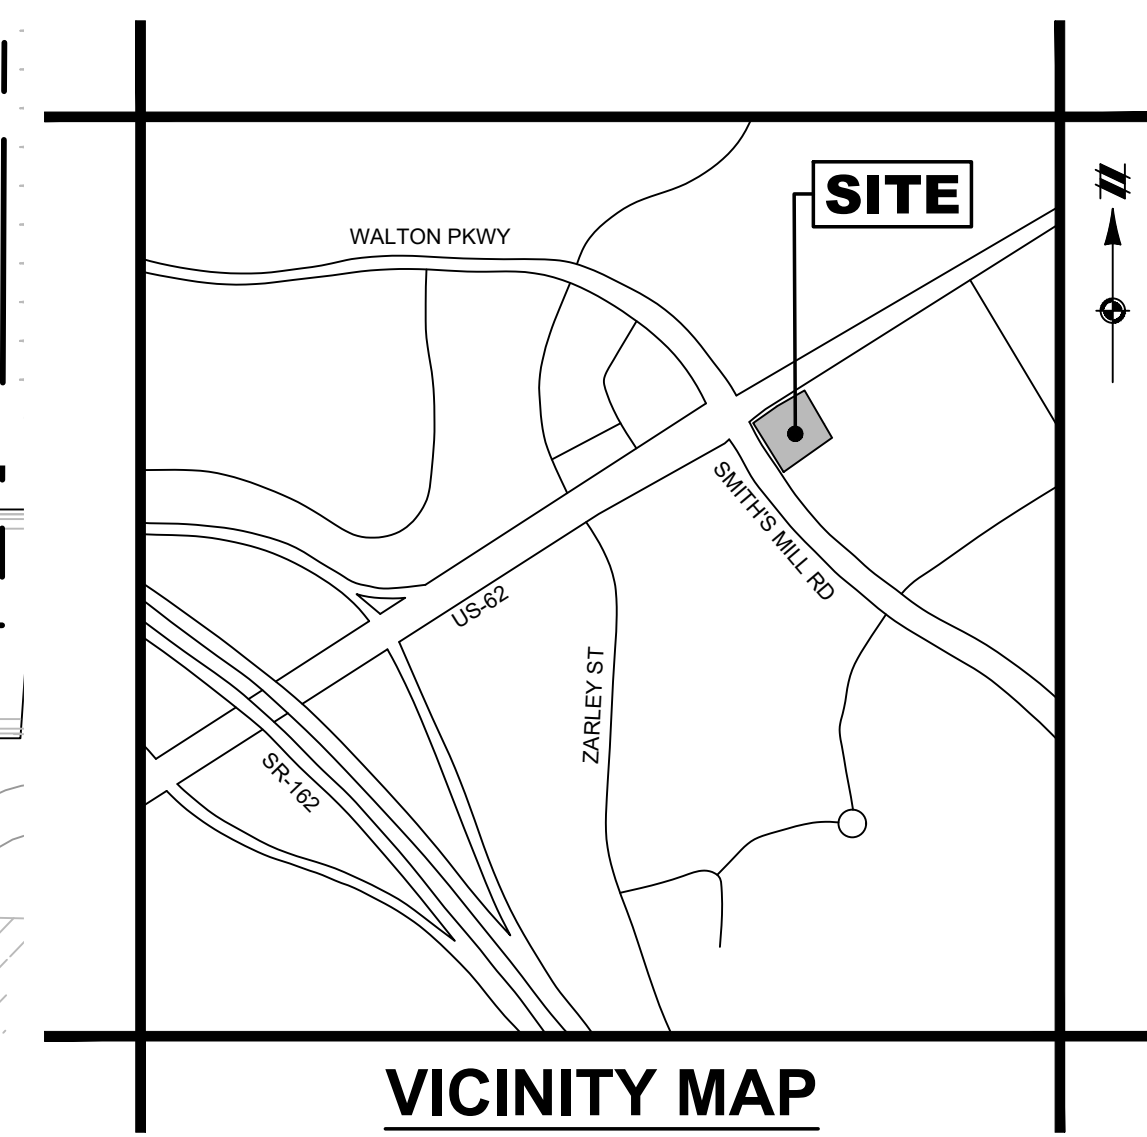 SITE
WALTON PKWY
SMITH'S MILL RD
US-62
ZARLEY ST
SR-162
VICINITY MAP